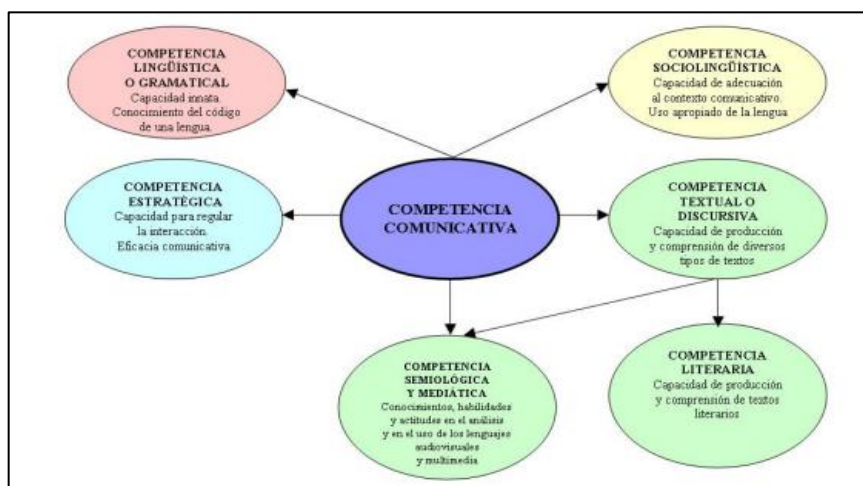 COMPETENCIA
LINGÜÍSTICA
O GRAMATICAL
Capacidad innata.
Conocimiento del código
de una lengua.
COMPETENCIA
SOCIOLINGÜÍSTICA
Capacidad de adecuación
al contexto comunicativo.
Uso apropiado de la lengua
COMPETENCIA
ESTRATÉGICA
Capacidad para regular
la interacción.
Eficacia comunicativa
COMPETENCIA
COMUNICATIVA
COMPETENCIA
TEXTUAL O
DISCURSIVA
Capacidad de producción
y comprensión de diversos
tipos de textos
COMPETENCIA
SEMIOLÓGICA
Y MEDIÁTICA
Conocimientos, habilidades
y actitudes en el análisis
y en el uso de los lenguajes
audiovisuales
y multimedia
COMPETENCIA
LITERARIA
Capacidad de producción
y comprensión de textos
literarios